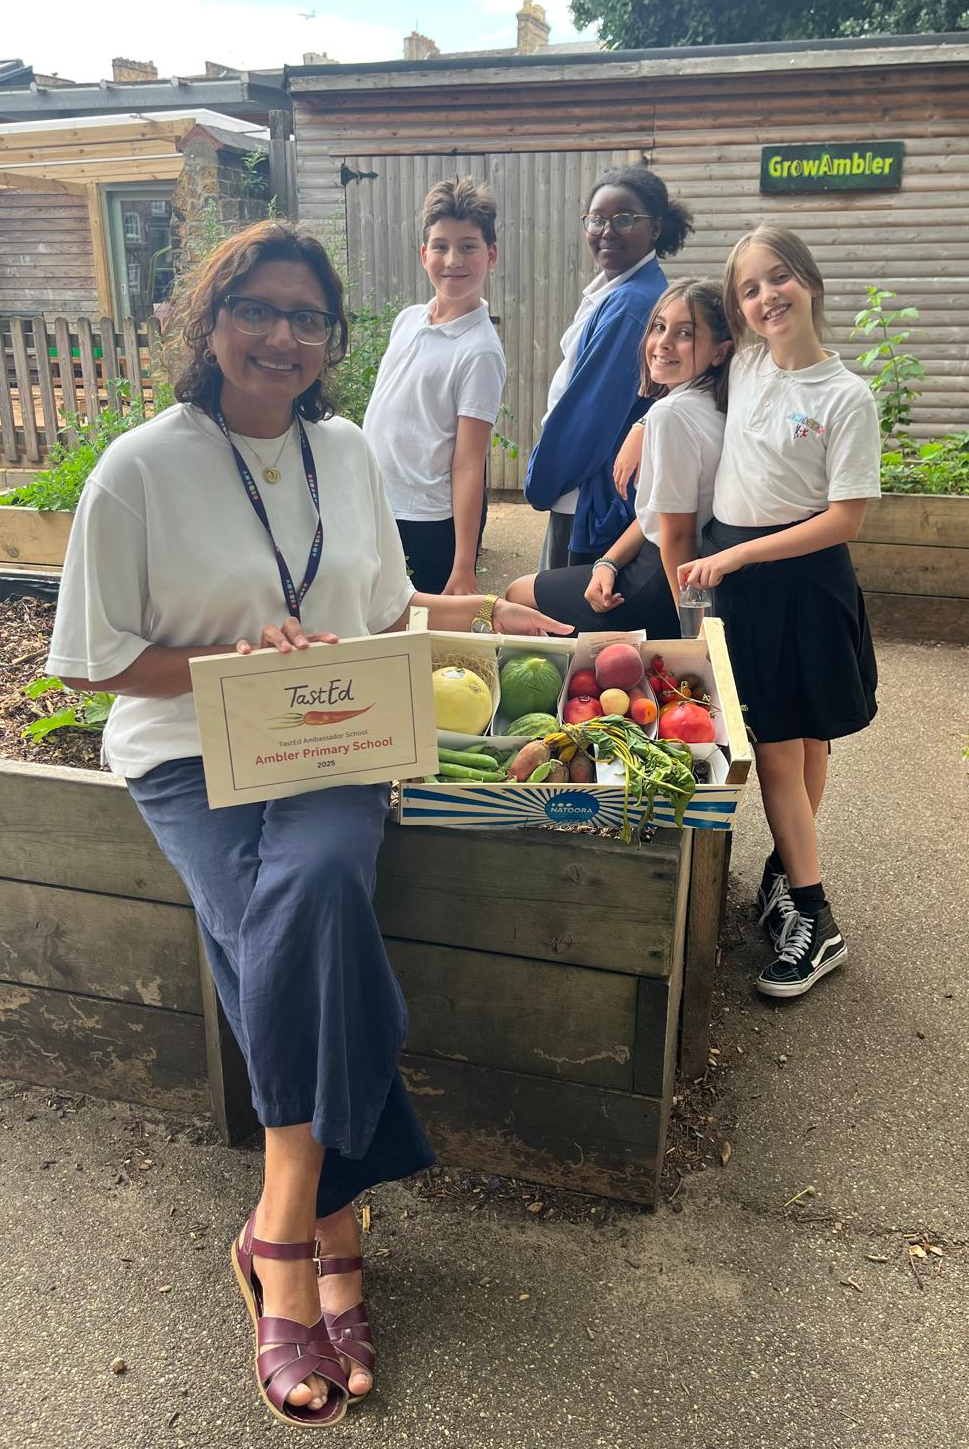 GrowAmbler
TastEd
TastEd Ambassador School
Ambler Primary School
2025
NATOORA